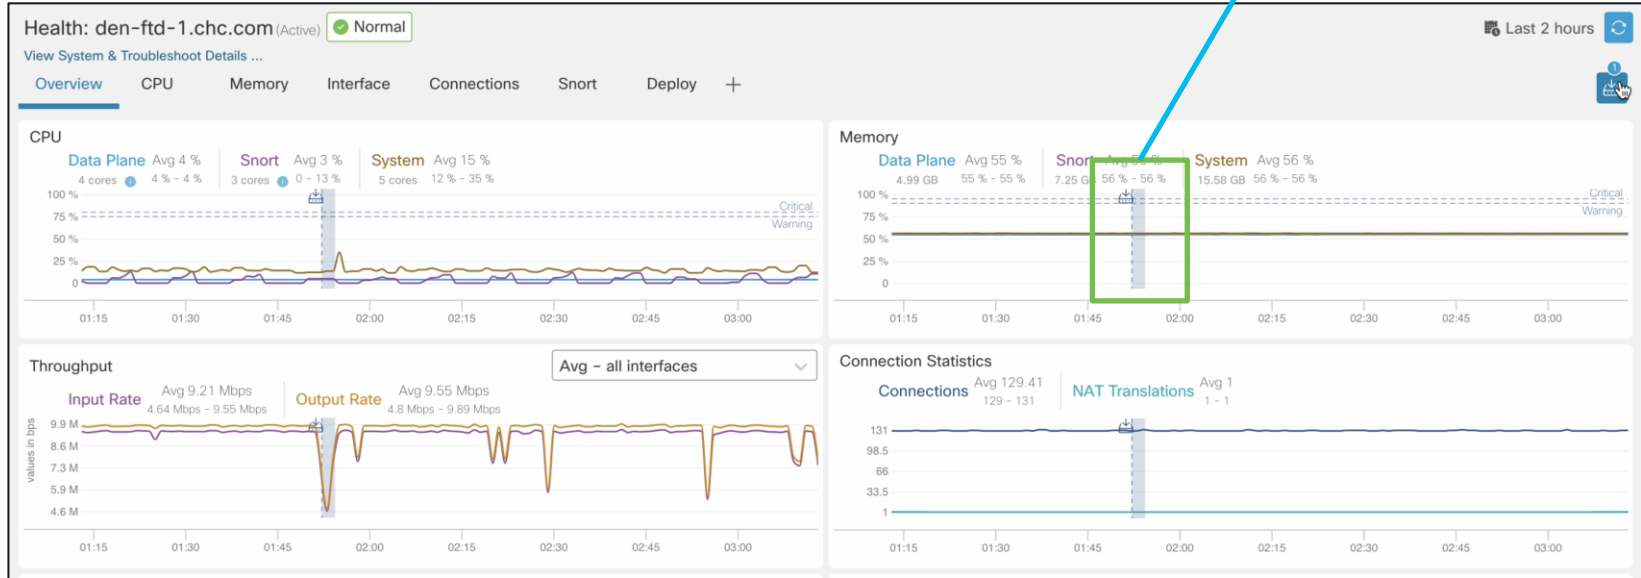 Health: den-ftd-1.chc.com (Active) Normal
Last 2 hours
View System & Troubleshoot Details ...
1
Overview CPU Memory Interface Connections Snort Deploy +
CPU
Data Plane Avg 4 % Snort Avg 3 % System Avg 15 %
4 cores 4 % - 4 % 3 cores 0 - 13 % 5 cores 12 % - 35 %
100 %
Critical
75 %
Warning
50 %
25 %
0
01:15 01:30 01:45 02:00 02:15 02:30 02:45 03:00
Memory
Data Plane Avg 55 % Snort Avg % System Avg 56 %
4.99 GB 55 % - 55 % 7.25 GB 56 % - 56 % 15.58 GB 56 % - 56 %
100 %
Critical
75 %
Warning
50 %
25 %
0
01:15 01:30 01:45 02:00 02:15 02:30 02:45 03:00
Throughput
Avg - all interfaces
Input Rate Avg 9.21 Mbps Output Rate Avg 9.55 Mbps
4.64 Mbps - 9.55 Mbps 4.8 Mbps - 9.89 Mbps
values in bps
9.9 M
8.6 M
7.3 M
5.9 M
4.6 M
01:15 01:30 01:45 02:00 02:15 02:30 02:45 03:00
Connection Statistics
Connections Avg 129.41 NAT Translations Avg 1
129 - 131 1 - 1
131
98.5
66
33.5
1
01:15 01:30 01:45 02:00 02:15 02:30 02:45 03:00